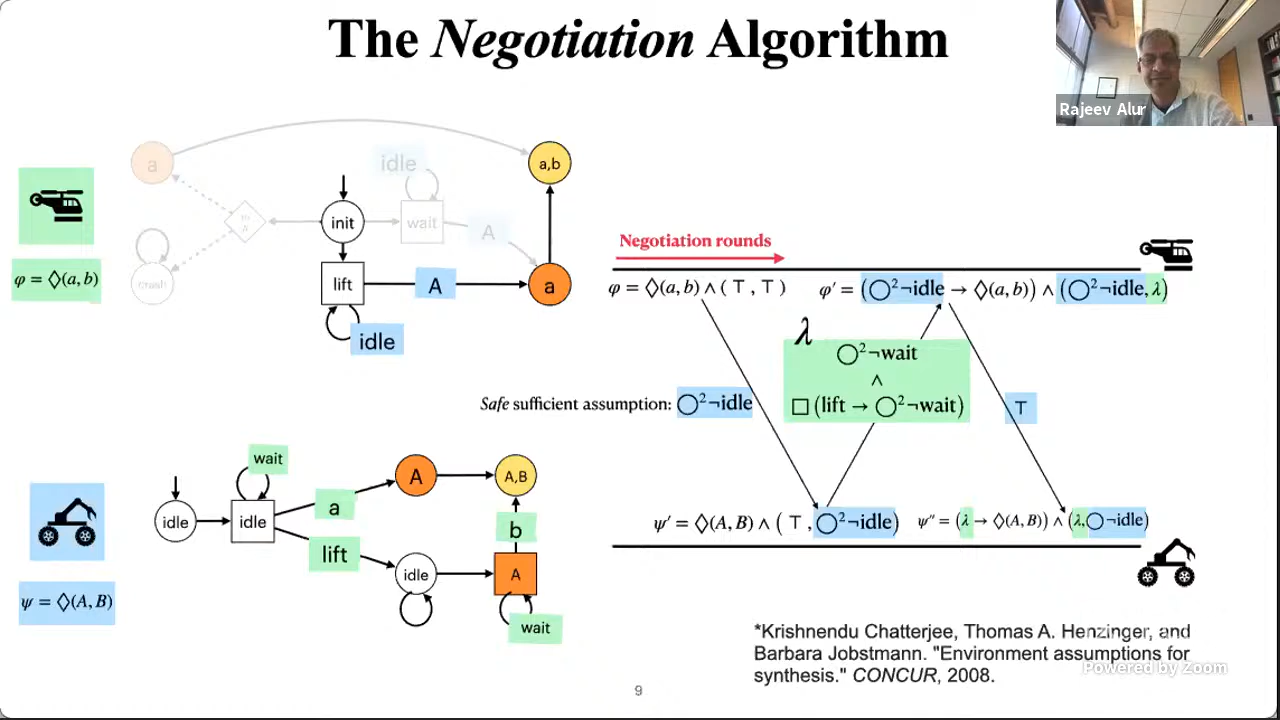 The Negotiation Algorithm
Rajeev Alur
a
idle
a,b
init
wait
A
φ = ◇(a, b)
crash
lift
A
a
idle
Negotiation rounds
φ = ◇(a, b) ∧ (⊤, ⊤)
φ′ = (◯²¬idle → ◇(a, b)) ∧ (◯²¬idle, λ)
λ
◯²¬wait
∧
□ (lift → ◯²¬wait)
Safe sufficient assumption: ◯²¬idle
⊤
wait
A
A,B
a
idle
idle
b
lift
idle
A
wait
ψ = ◇(A, B)
ψ′ = ◇(A, B) ∧ (⊤, ◯²¬idle)
ψ″ = (λ → ◇(A, B)) ∧ (λ, ◯¬idle)
*Krishnendu Chatterjee, Thomas A. Henzinger, and
Barbara Jobstmann. "Environment assumptions for
synthesis." CONCUR, 2008.
Powered by Zoom
9